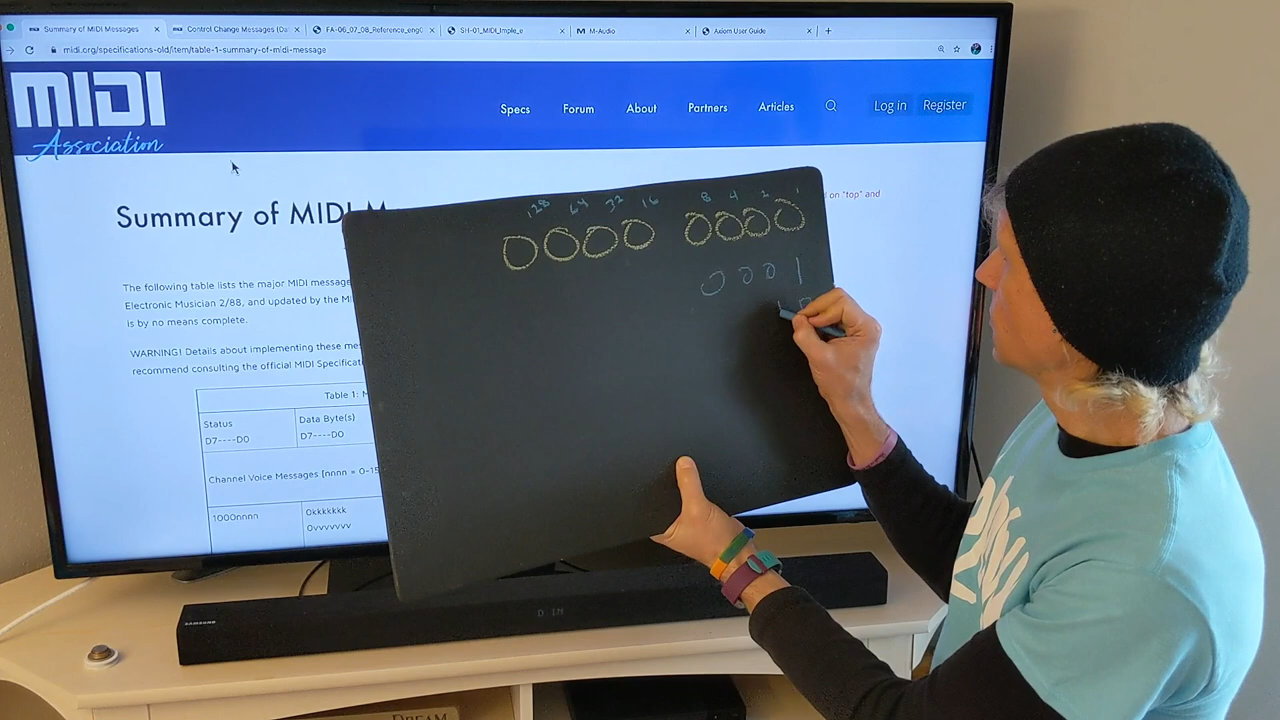 Summary of MIDI Messages
Control Change Messages (Da
FA-06_07_08_Reference_eng0
SH-01_MIDI_Imple_e
M-Audio
Axiom User Guide
midi.org/specifications-old/item/table-1-summary-of-midi-message
MIDI
Association
Specs
Forum
About
Partners
Articles
Log in
Register
on "top" and
Summary of MIDI M
The following table lists the major MIDI message
Electronic Musician 2/88, and updated by the MI
is by no means complete.
WARNING! Details about implementing these mes
recommend consulting the official MIDI Specificat
Table 1: M
Status
D7----D0
Data Byte(s)
D7----D0
Channel Voice Messages [nnnn = 0-15
1000nnnn
0kkkkkkk
0vvvvvvv
128 64 32 16 8 4 2 1
0000 0000
0001
SAMSUNG
D.IN
DREAM